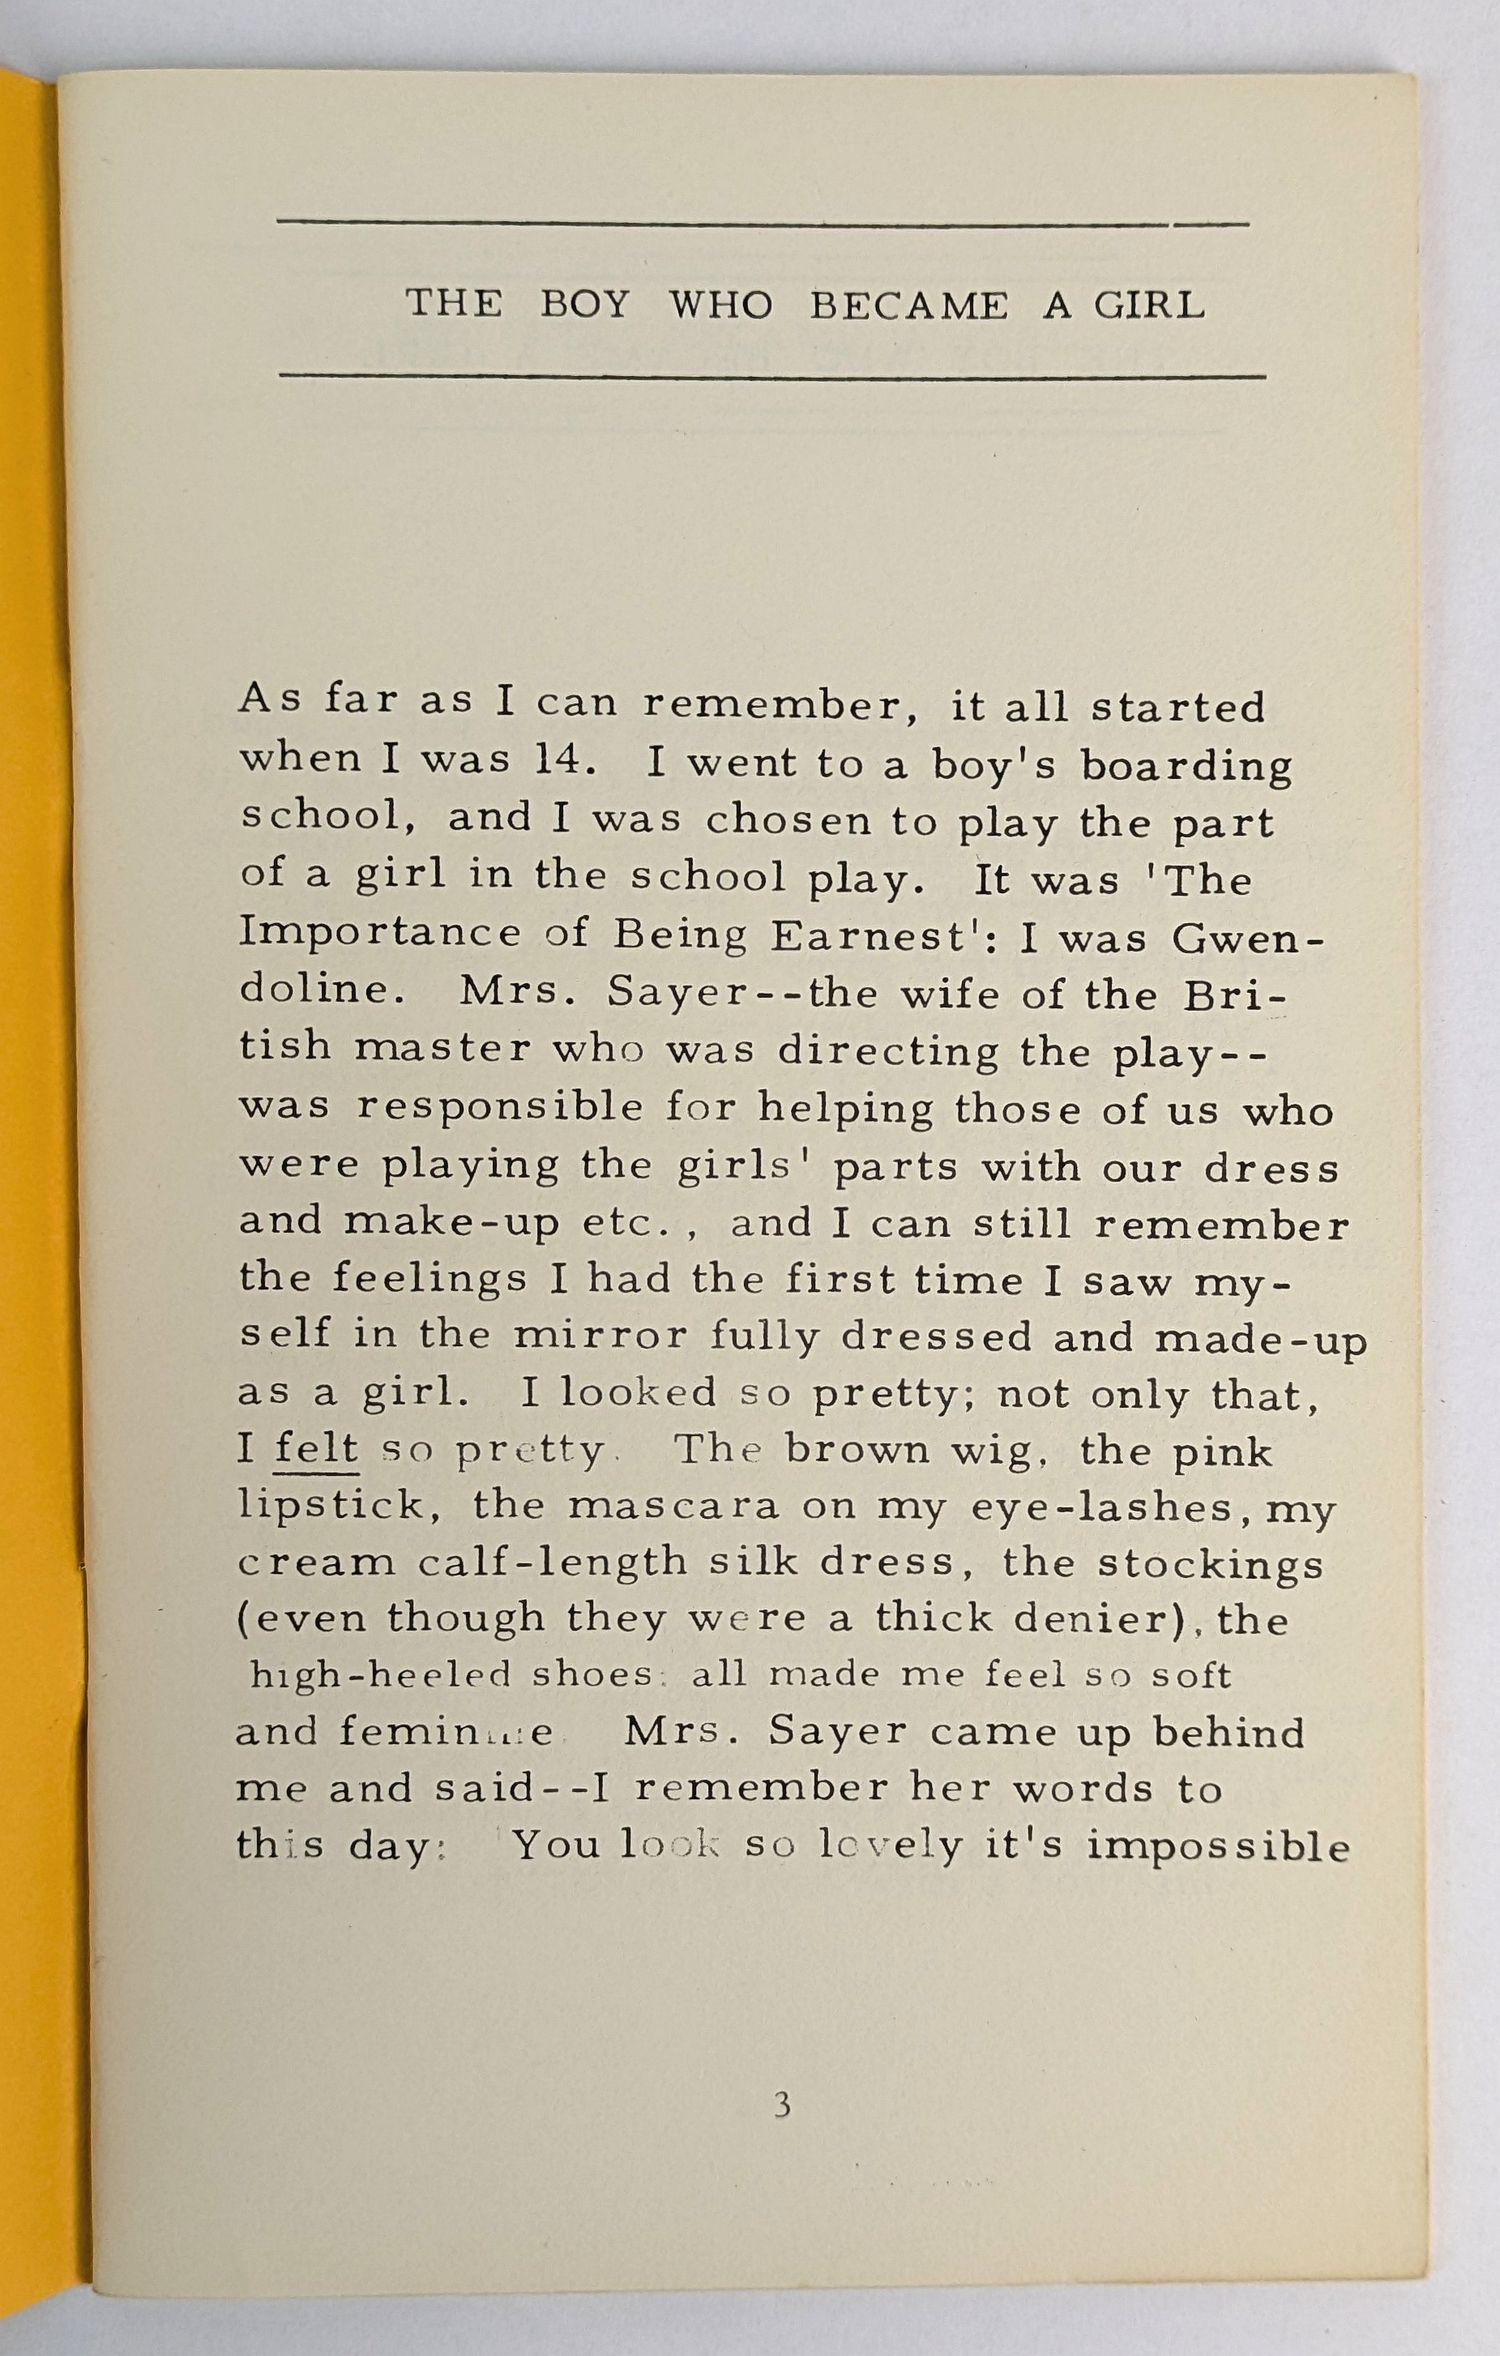 THE BOY WHO BECAME A GIRL
As far as I can remember, it all started
when I was 14. I went to a boy's boarding
school, and I was chosen to play the part
of a girl in the school play. It was 'The
Importance of Being Earnest': I was Gwen-
doline. Mrs. Sayer--the wife of the Bri-
tish master who was directing the play--
was responsible for helping those of us who
were playing the girls' parts with our dress
and make-up etc., and I can still remember
the feelings I had the first time I saw my-
self in the mirror fully dressed and made-up
as a girl. I looked so pretty; not only that,
I felt so pretty. The brown wig, the pink
lipstick, the mascara on my eye-lashes, my
cream calf-length silk dress, the stockings
(even though they were a thick denier), the
high-heeled shoes: all made me feel so soft
and feminine. Mrs. Sayer came up behind
me and said--I remember her words to
this day: 'You look so lovely it's impossible
3